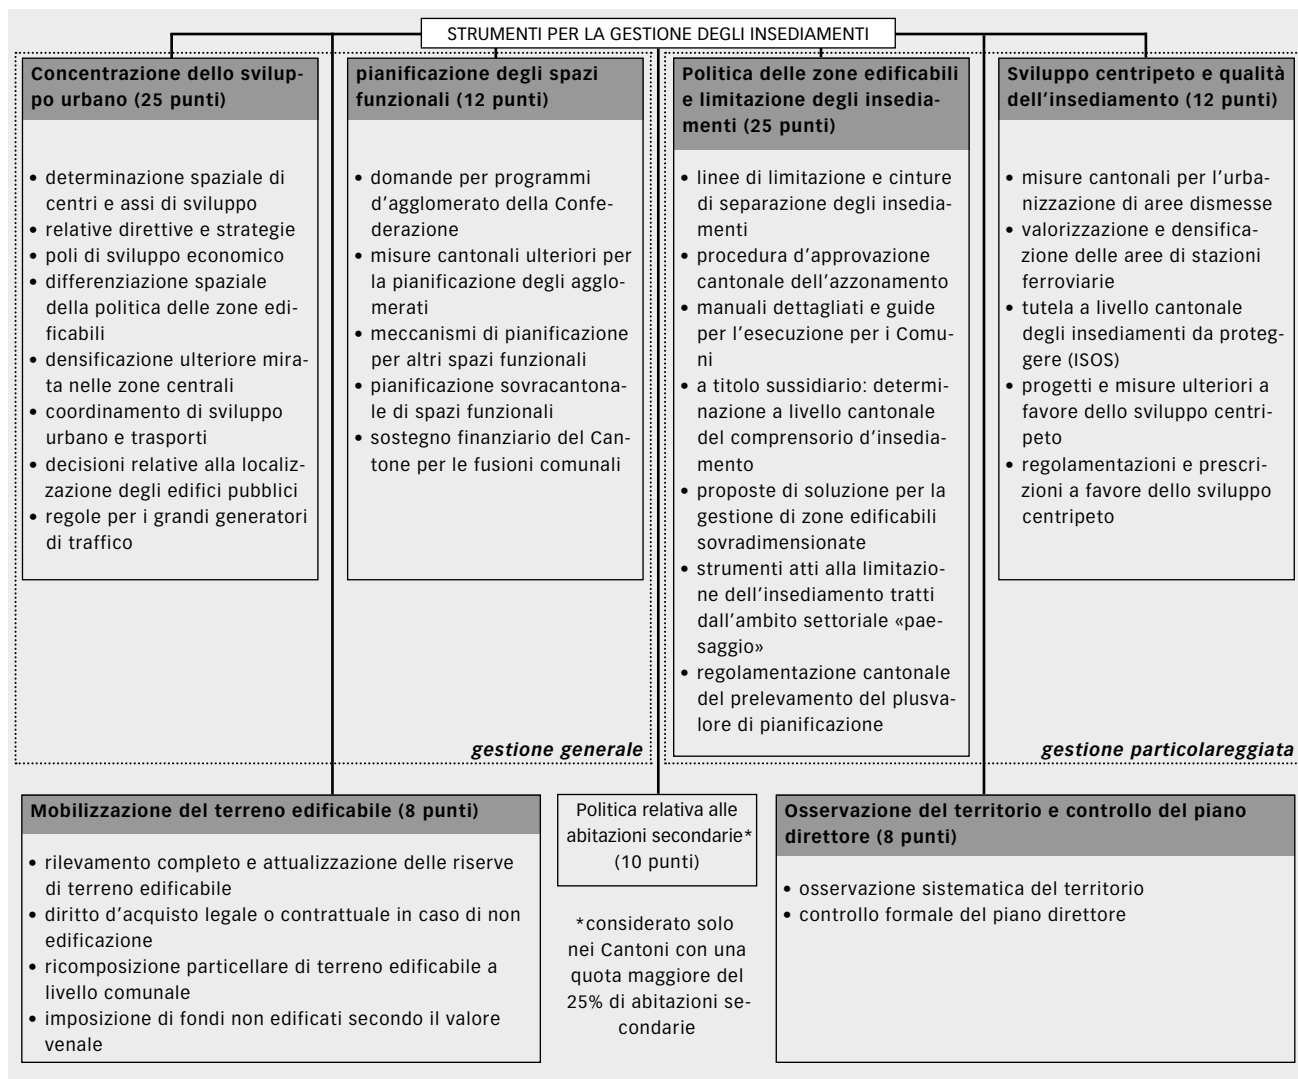 STRUMENTI PER LA GESTIONE DEGLI INSEDIAMENTI
Concentrazione dello svilup-
po urbano (25 punti)
• determinazione spaziale di
centri e assi di sviluppo
• relative direttive e strategie
• poli di sviluppo economico
• differenziazione spaziale
della politica delle zone edi-
ficabili
• densificazione ulteriore mira-
ta nelle zone centrali
• coordinamento di sviluppo
urbano e trasporti
• decisioni relative alla localiz-
zazione degli edifici pubblici
• regole per i grandi generatori
di traffico
pianificazione degli spazi
funzionali (12 punti)
• domande per programmi
d'agglomerato della Confe-
derazione
• misure cantonali ulteriori per
la pianificazione degli agglo-
merati
• meccanismi di pianificazione
per altri spazi funzionali
• pianificazione sovracantona-
le di spazi funzionali
• sostegno finanziario del Can-
tone per le fusioni comunali
gestione generale
Politica delle zone edificabili
e limitazione degli insedia-
menti (25 punti)
• linee di limitazione e cinture
di separazione degli insedia-
menti
• procedura d'approvazione
cantonale dell'azzonamento
• manuali dettagliati e guide
per l'esecuzione per i Comu-
ni
• a titolo sussidiario: determi-
nazione a livello cantonale
del comprensorio d'insedia-
mento
• proposte di soluzione per la
gestione di zone edificabili
sovradimensionate
• strumenti atti alla limitazio-
ne dell'insediamento tratti
dall'ambito settoriale «pae-
saggio»
• regolamentazione cantonale
del prelevamento del plusva-
lore di pianificazione
Sviluppo centripeto e qualità
dell'insediamento (12 punti)
• misure cantonali per l'urba-
nizzazione di aree dismesse
• valorizzazione e densifica-
zione delle aree di stazioni
ferroviarie
• tutela a livello cantonale
degli insediamenti da proteg-
gere (ISOS)
• progetti e misure ulteriori a
favore dello sviluppo centri-
peto
• regolamentazioni e prescri-
zioni a favore dello sviluppo
centripeto
gestione particolareggiata
Mobilizzazione del terreno edificabile (8 punti)
• rilevamento completo e attualizzazione delle riserve
di terreno edificabile
• diritto d'acquisto legale o contrattuale in caso di non
edificazione
• ricomposizione particellare di terreno edificabile a
livello comunale
• imposizione di fondi non edificati secondo il valore
venale
Politica relativa alle
abitazioni secondarie*
(10 punti)
*considerato solo
nei Cantoni con una
quota maggiore del
25% di abitazioni se-
condarie
Osservazione del territorio e controllo del piano
direttore (8 punti)
• osservazione sistematica del territorio
• controllo formale del piano direttore